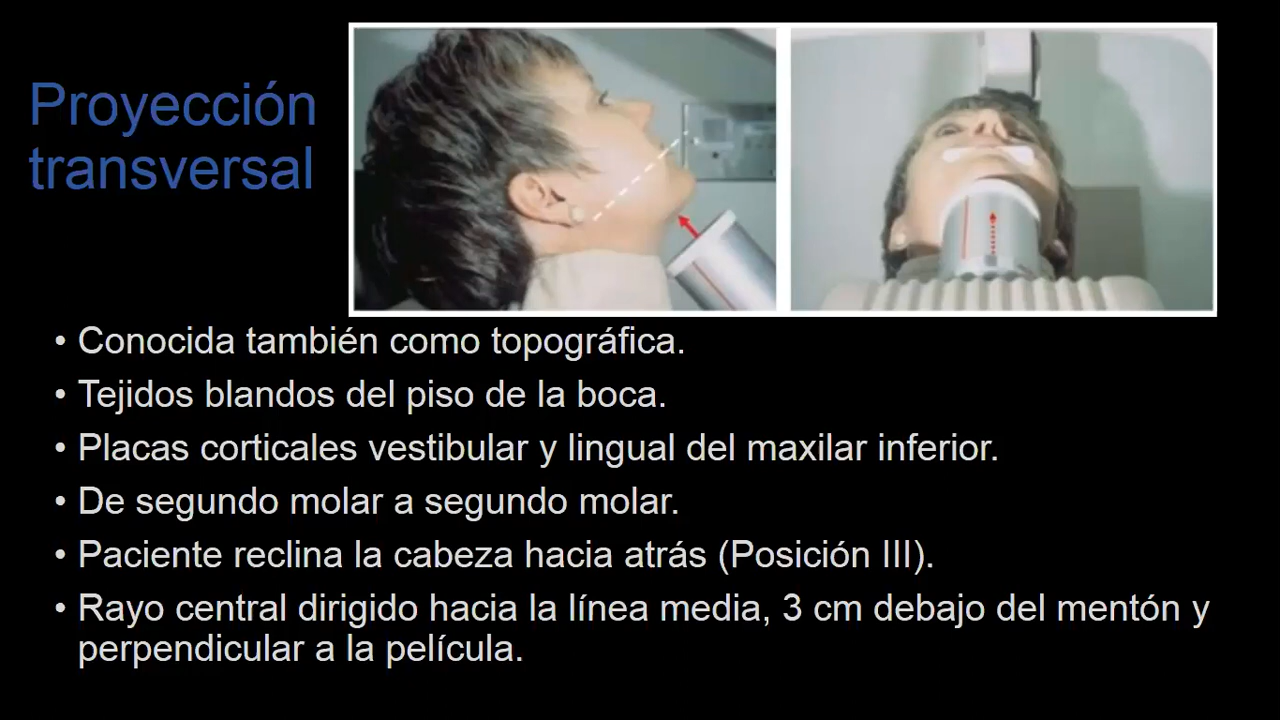 Proyección
transversal
• Conocida también como topográfica.
• Tejidos blandos del piso de la boca.
• Placas corticales vestibular y lingual del maxilar inferior.
• De segundo molar a segundo molar.
• Paciente reclina la cabeza hacia atrás (Posición III).
• Rayo central dirigido hacia la línea media, 3 cm debajo del mentón y
perpendicular a la película.